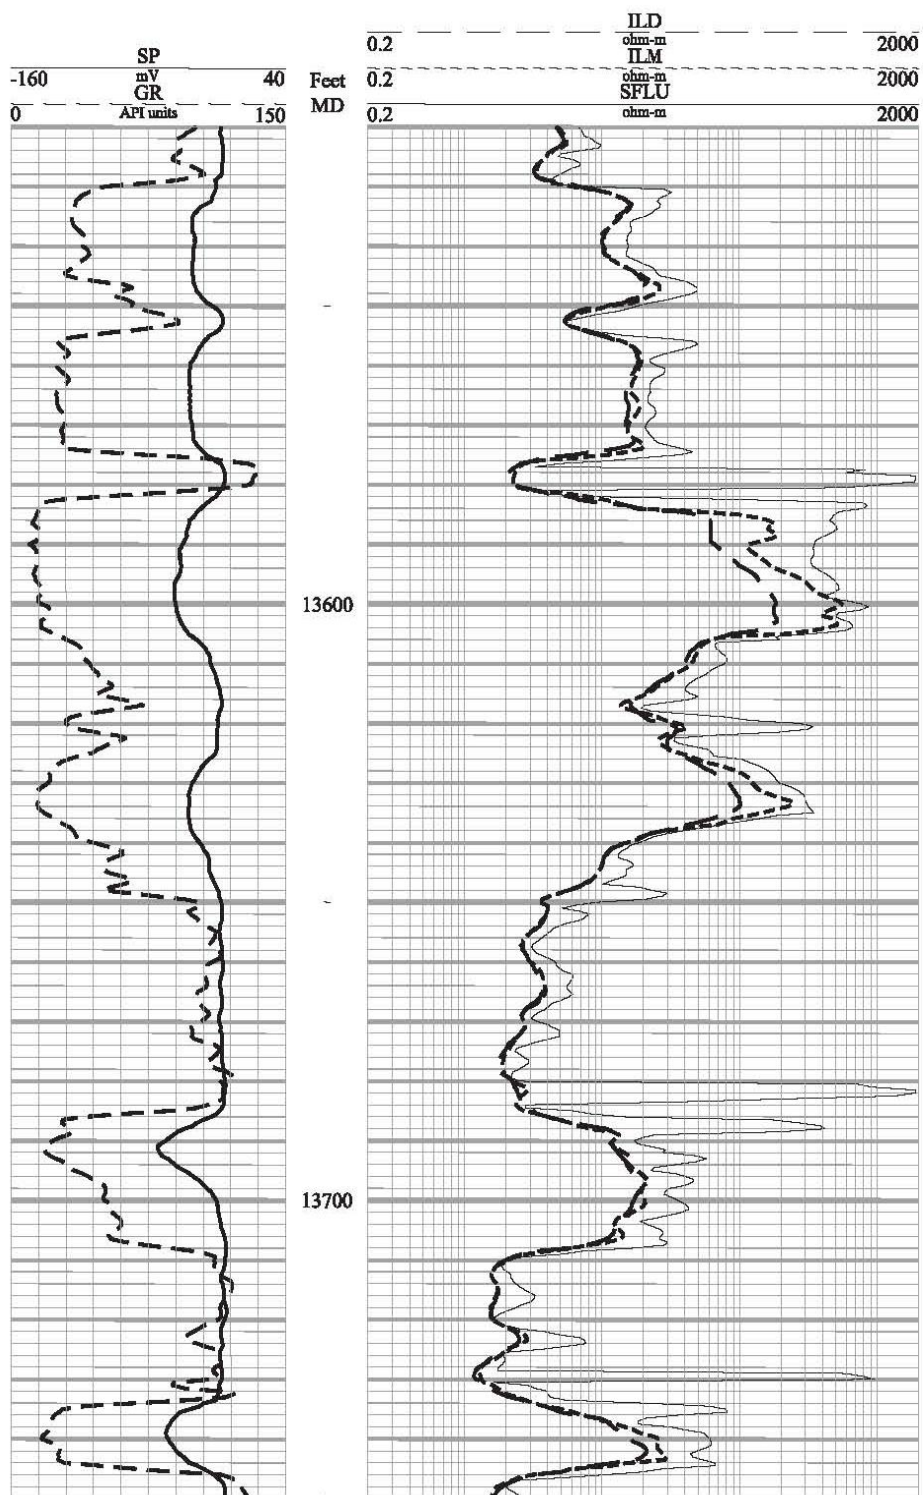 ILD
0.2 ohm-m 2000
SP ILM
-160 mV 40 Feet 0.2 ohm-m 2000
GR MD SFLU
0 API units 150 0.2 ohm-m 2000
13600
13700